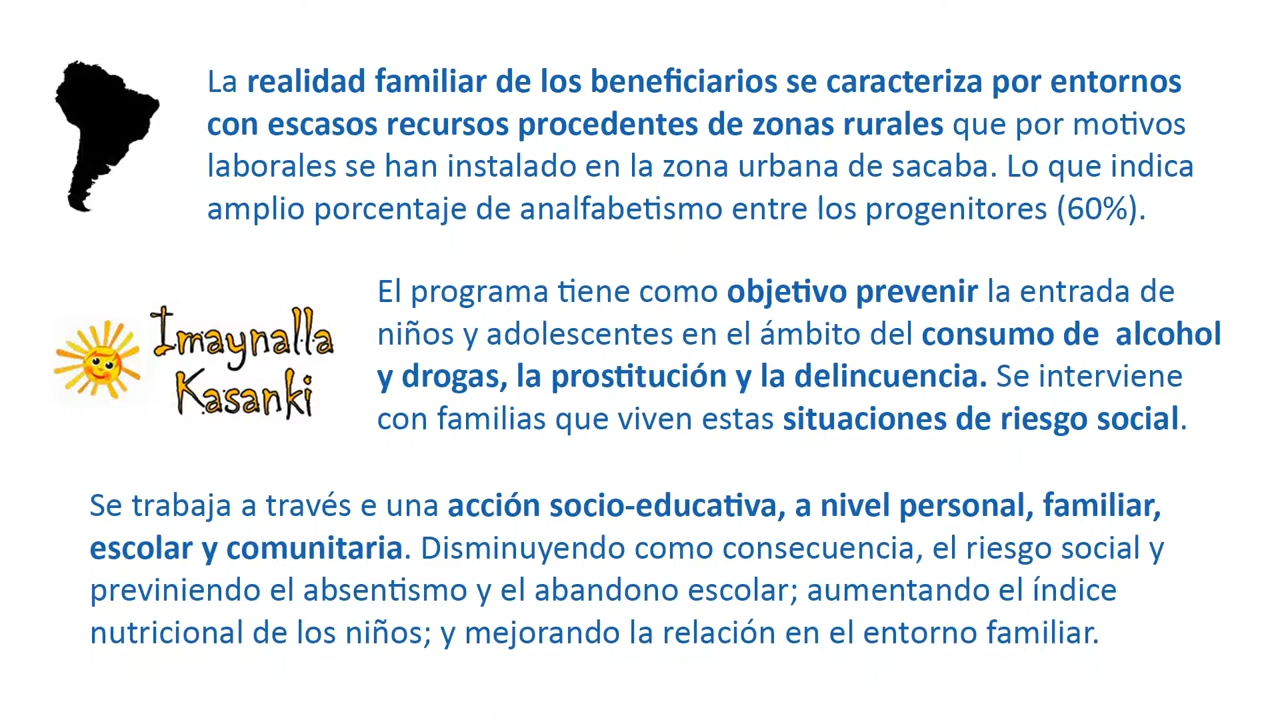 La realidad familiar de los beneficiarios se caracteriza por entornos
con escasos recursos procedentes de zonas rurales que por motivos
laborales se han instalado en la zona urbana de sacaba. Lo que indica
amplio porcentaje de analfabetismo entre los progenitores (60%).
Imaynalla
Kasanki
El programa tiene como objetivo prevenir la entrada de
niños y adolescentes en el ámbito del consumo de alcohol
y drogas, la prostitución y la delincuencia. Se interviene
con familias que viven estas situaciones de riesgo social.
Se trabaja a través e una acción socio-educativa, a nivel personal, familiar,
escolar y comunitaria. Disminuyendo como consecuencia, el riesgo social y
previniendo el absentismo y el abandono escolar; aumentando el índice
nutricional de los niños; y mejorando la relación en el entorno familiar.